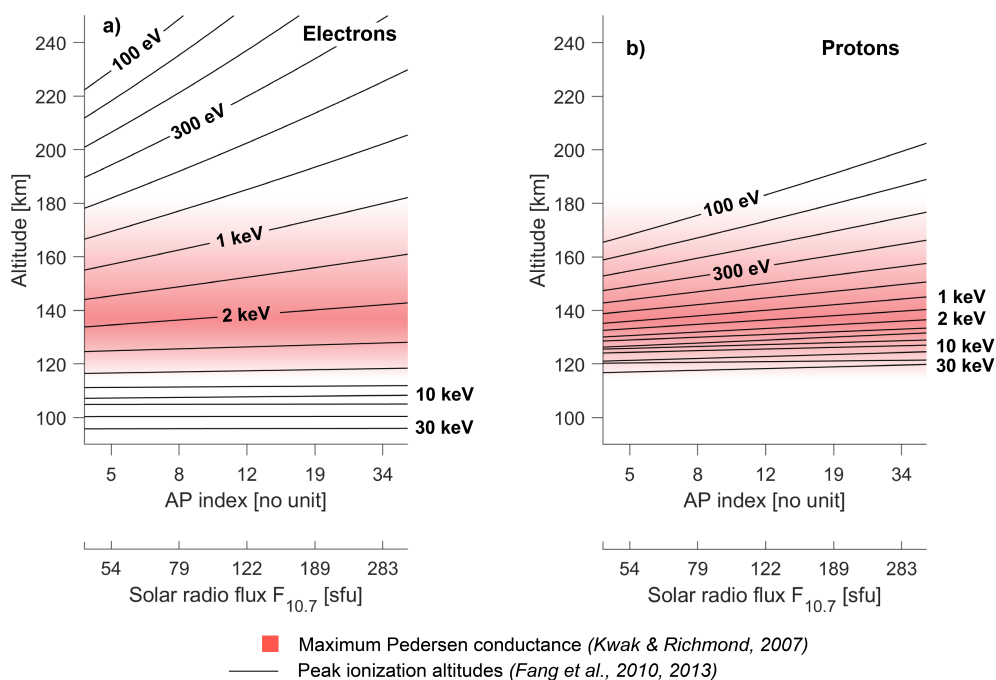 a)
Electrons
240
220
200
180
160
140
120
100
Altitude [km]
100 eV
300 eV
1 keV
2 keV
10 keV
30 keV
5 8 12 19 34
AP index [no unit]
54 79 122 189 283
Solar radio flux F10.7 [sfu]
b)
Protons
240
220
200
180
160
140
120
100
Altitude [km]
100 eV
300 eV
1 keV
2 keV
10 keV
30 keV
5 8 12 19 34
AP index [no unit]
54 79 122 189 283
Solar radio flux F10.7 [sfu]
Maximum Pedersen conductance (Kwak & Richmond, 2007)
Peak ionization altitudes (Fang et al., 2010, 2013)